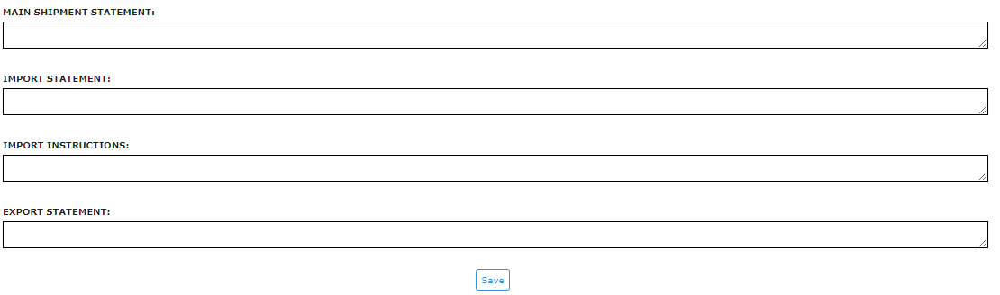 MAIN SHIPMENT STATEMENT:
IMPORT STATEMENT:
IMPORT INSTRUCTIONS:
EXPORT STATEMENT:
Save